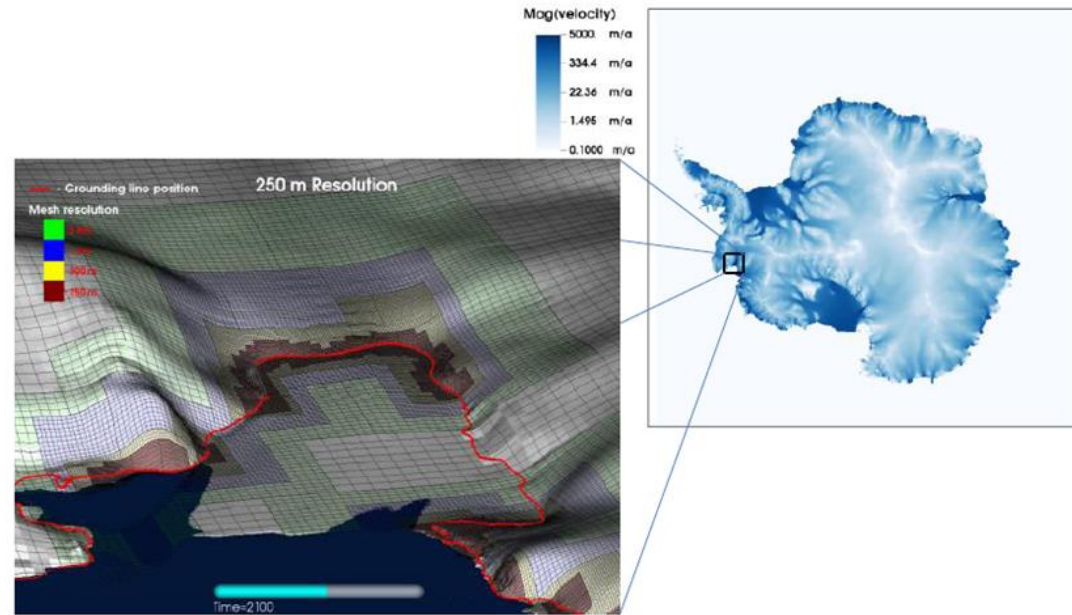 Mag(velocity)
5000. m/a
334.4 m/a
22.36 m/a
1.495 m/a
0.1000 m/a
- Grounding line position
250 m Resolution
Mesh resolution
Time=2100